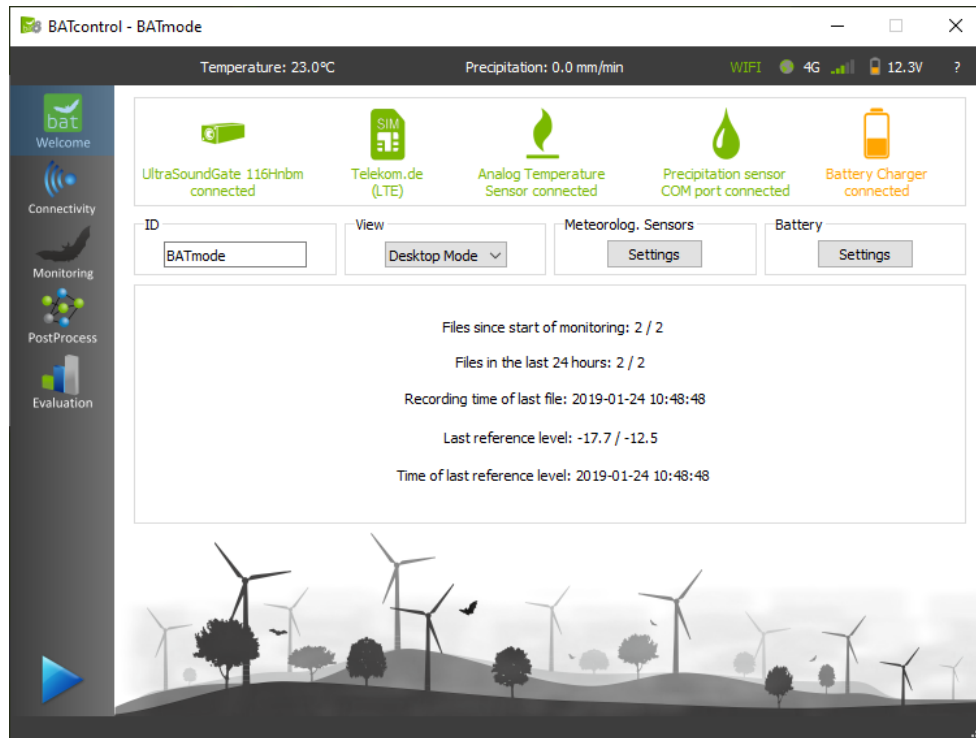 BATcontrol - BATmode
Temperature: 23.0°C Precipitation: 0.0 mm/min WIFI 4G 12.3V ?
bat
Welcome
Connectivity
Monitoring
PostProcess
Evaluation
SIM
UltraSoundGate 116Hnbm
connected
Telekom.de
(LTE)
Analog Temperature
Sensor connected
Precipitation sensor
COM port connected
Battery Charger
connected
ID
BATmode
View
Desktop Mode
Meteorolog. Sensors
Settings
Battery
Settings
Files since start of monitoring: 2 / 2
Files in the last 24 hours: 2 / 2
Recording time of last file: 2019-01-24 10:48:48
Last reference level: -17.7 / -12.5
Time of last reference level: 2019-01-24 10:48:48